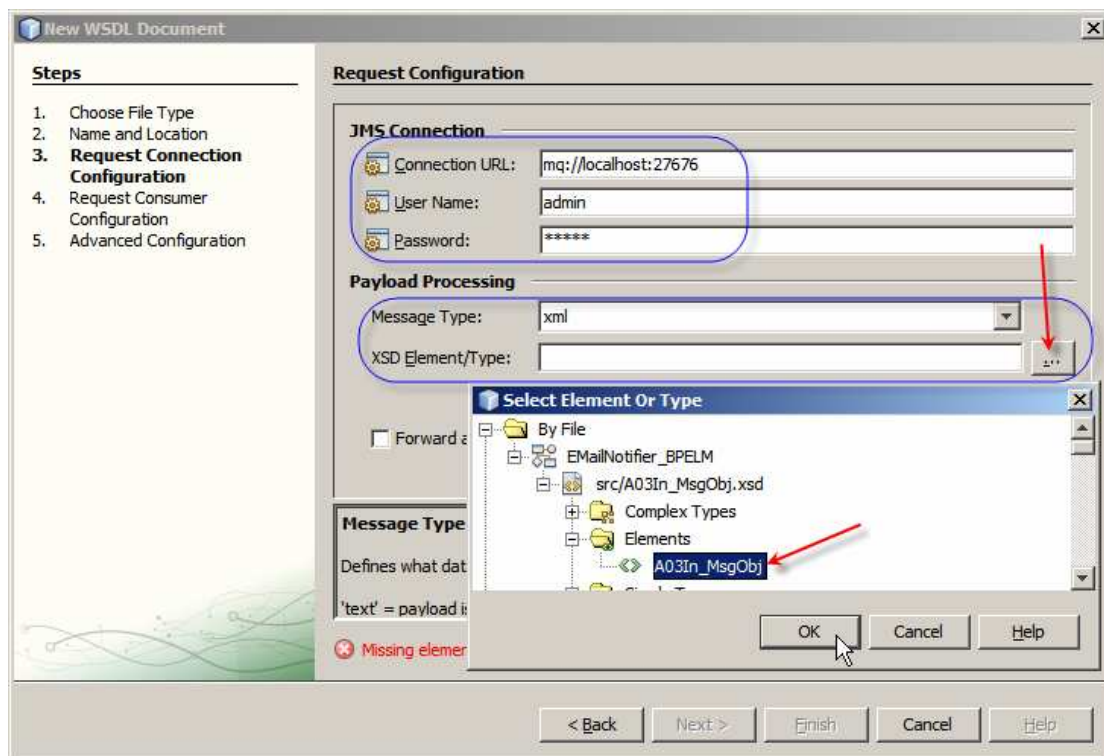 New WSDL Document
Steps
1. Choose File Type
2. Name and Location
3. Request Connection
Configuration
4. Request Consumer
Configuration
5. Advanced Configuration
Request Configuration
JMS Connection
Connection URL: mq://localhost:27676
User Name: admin
Password: *****
Payload Processing
Message Type: xml
XSD Element/Type: ...
Forward a
Select Element Or Type
By File
EMailNotifier_BPELM
src/A03In_MsgObj.xsd
Complex Types
Elements
A03In_MsgObj
OK Cancel Help
Message Type
Defines what dat
'text' = payload i
Missing elemer
< Back Next > Finish Cancel Help